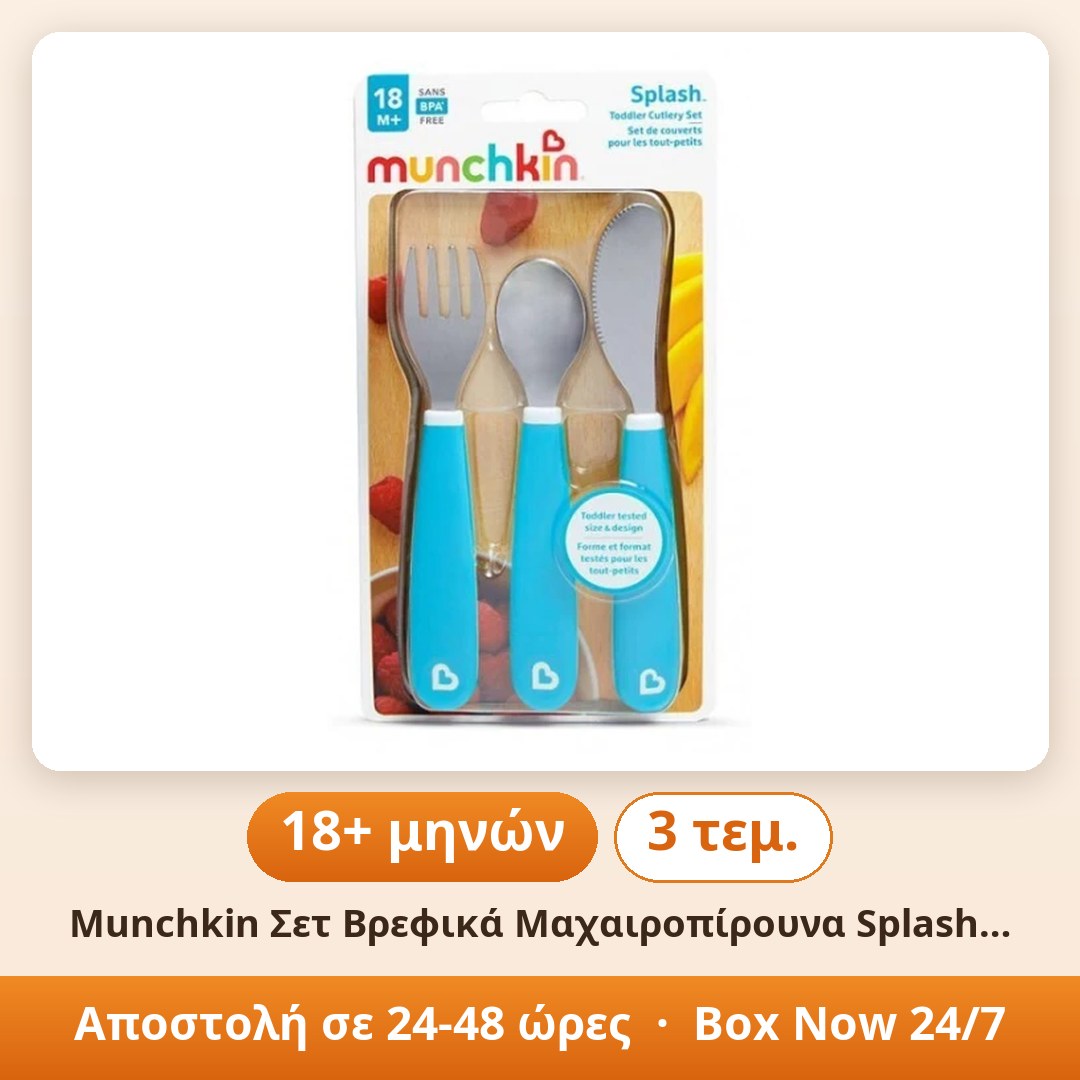 18
M+
SANS
BPA*
FREE
Splash™
Toddler Cutlery Set
Set de couverts
pour les tout-petits
munchkin
Toddler tested
size & design
Forme et format
testés pour les
tout-petits
18+ μηνών
3 τεμ.
Munchkin Σετ Βρεφικά Μαχαιροπίρουνα Splash...
Αποστολή σε 24-48 ώρες · Box Now 24/7